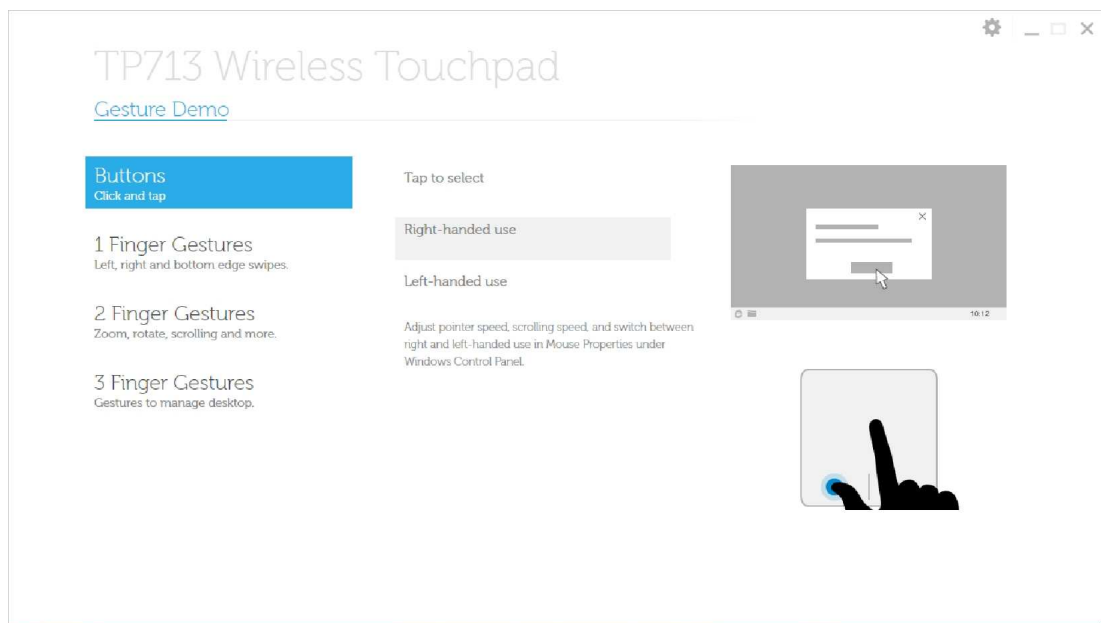 TP713 Wireless Touchpad
Gesture Demo
Buttons
Click and tap
1 Finger Gestures
Left, right and bottom edge swipes.
2 Finger Gestures
Zoom, rotate, scrolling and more.
3 Finger Gestures
Gestures to manage desktop.
Tap to select
Right-handed use
Left-handed use
Adjust pointer speed, scrolling speed, and switch between
right and left-handed use in Mouse Properties under
Windows Control Panel.
10:12